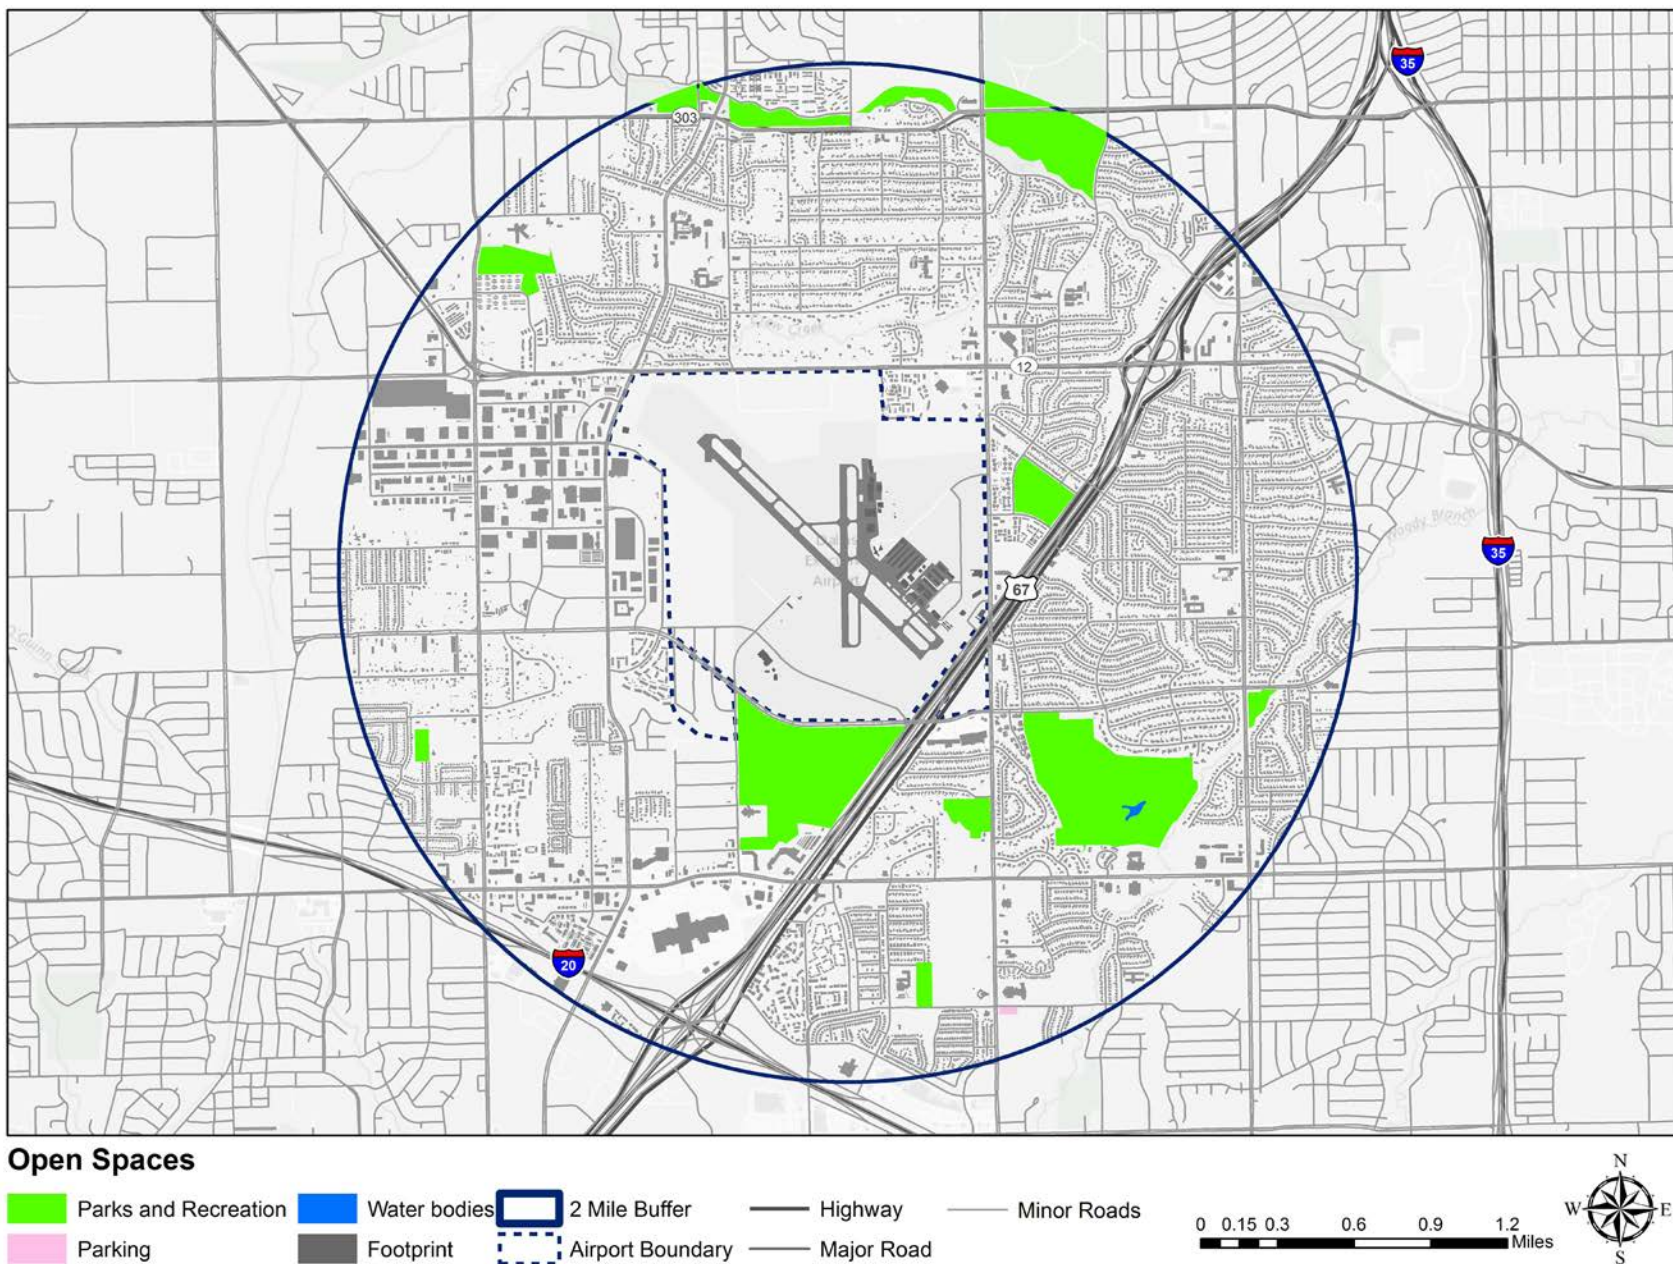 35
303
Creek
12
35
Woody Branch
Airport
67
20
Open Spaces
Parks and Recreation
Water bodies
2 Mile Buffer
Highway
Minor Roads
Parking
Footprint
Airport Boundary
Major Road
0 0.15 0.3 0.6 0.9 1.2
Miles
N
W E
S